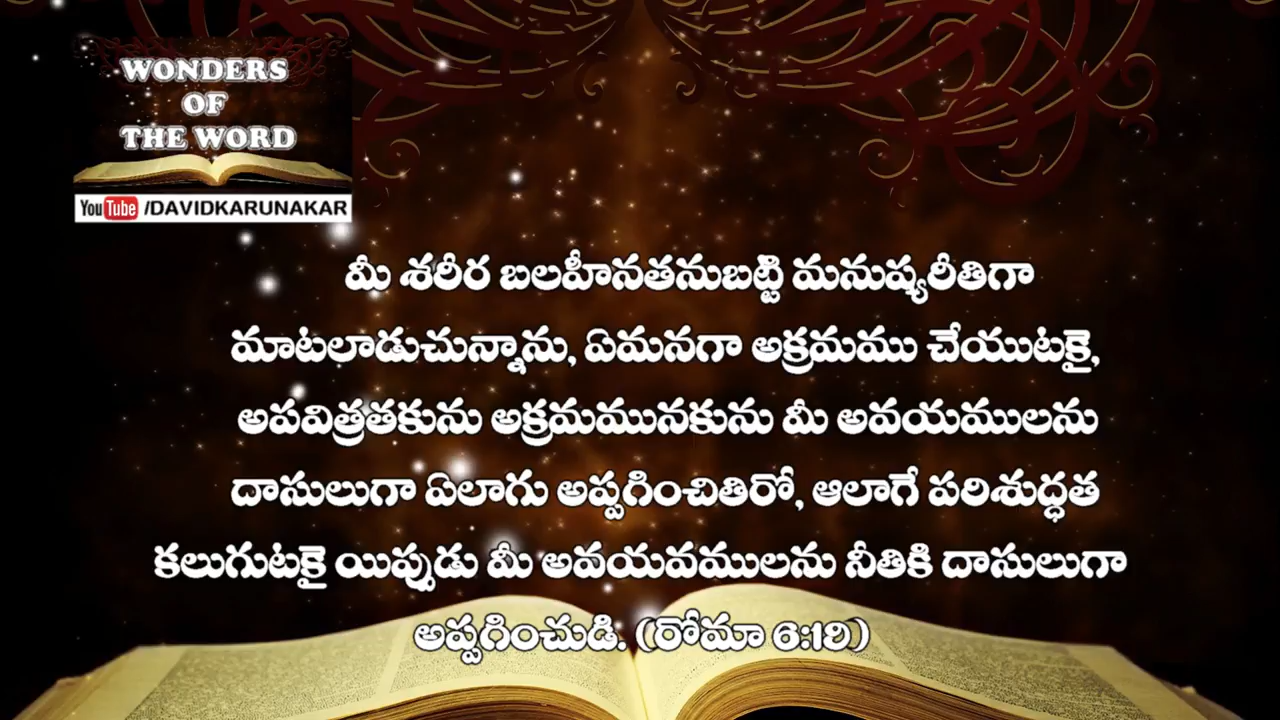 WONDERS
OF
THE WORD
YouTube /DAVIDKARUNAKAR
మీ శరీర బలహీనతనుబట్టి మనుష్యరీతిగా
మాటలాడుచున్నాను, ఏమనగా అక్రమము చేయుటకై,
అపవిత్రతకును అక్రమమునకును మీ అవయములను
దాసులుగా ఏలాగు అప్పగించితిరో, ఆలాగే పరిశుద్ధత
కలుగుటకై యిప్పుడు మీ అవయవములను నీతికి దాసులుగా
అప్పగించుడి. (రోమా 6:19)